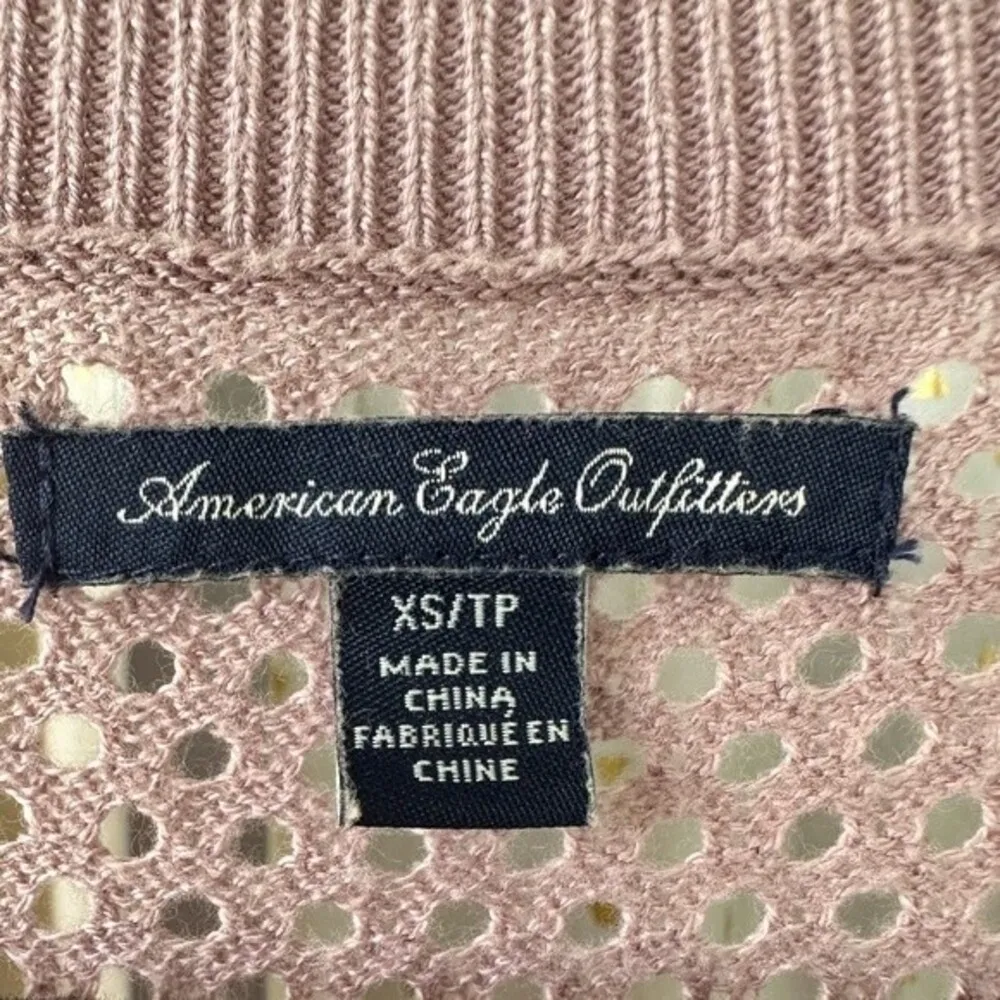 American Eagle Outfitters
XS/TP
MADE IN
CHINA
FABRIQUÉ EN
CHINE